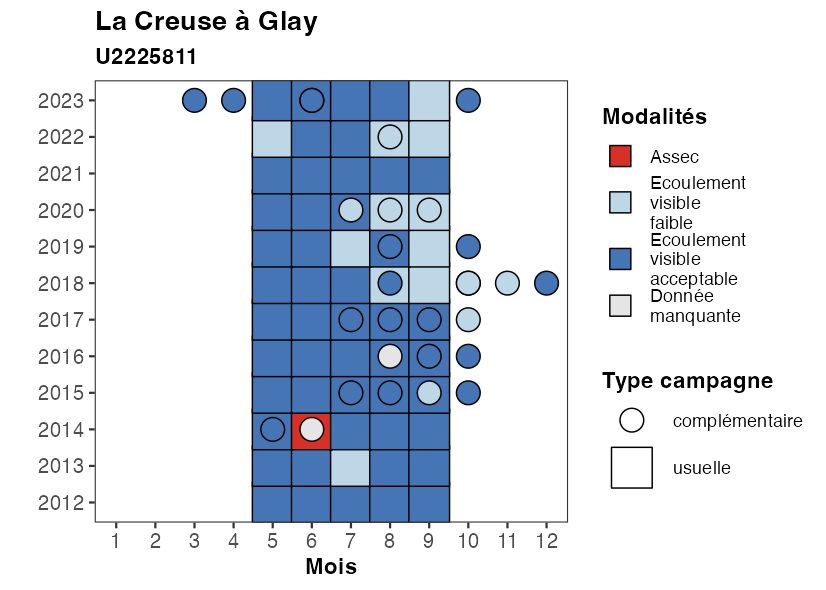 La Creuse à Glay
U2225811
2023
2022
2021
2020
2019
2018
2017
2016
2015
2014
2013
2012
1 2 3 4 5 6 7 8 9 10 11 12
Mois
Modalités
Assec
Ecoulement
visible
faible
Ecoulement
visible
acceptable
Donnée
manquante
Type campagne
complémentaire
usuelle